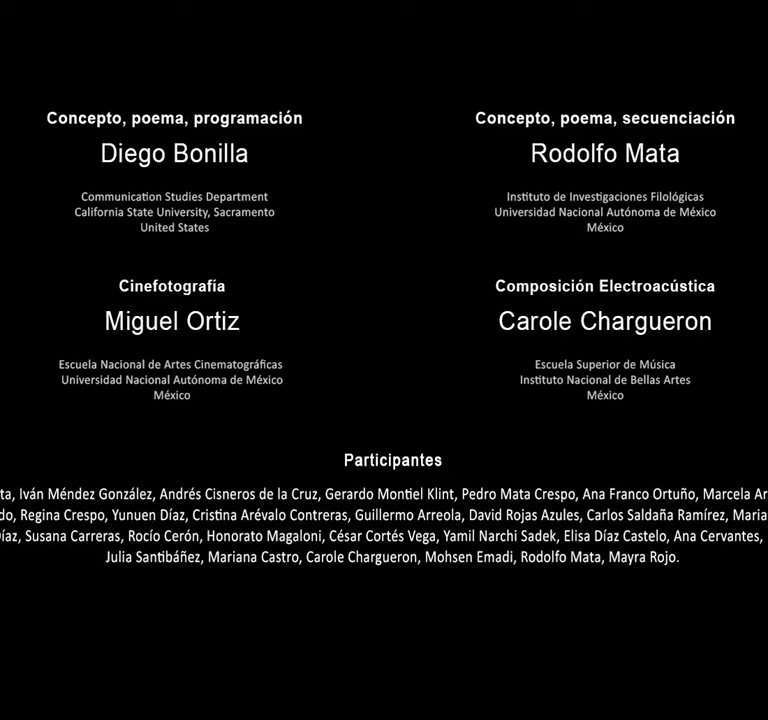 Concepto, poema, programación
Diego Bonilla
Communication Studies Department
California State University, Sacramento
United States
Concepto, poema, secuenciación
Rodolfo Mata
Instituto de Investigaciones Filológicas
Universidad Nacional Autónoma de México
México
Cinefotografía
Miguel Ortiz
Escuela Nacional de Artes Cinematográficas
Universidad Nacional Autónoma de México
México
Composición Electroacústica
Carole Chargueron
Escuela Superior de Música
Instituto Nacional de Bellas Artes
México
Participantes
ta, Iván Méndez González, Andrés Cisneros de la Cruz, Gerardo Montiel Klint, Pedro Mata Crespo, Ana Franco Ortuño, Marcela Ar
do, Regina Crespo, Yunuen Díaz, Cristina Arévalo Contreras, Guillermo Arreola, David Rojas Azules, Carlos Saldaña Ramírez, Maria
Díaz, Susana Carreras, Rocío Cerón, Honorato Magaloni, César Cortés Vega, Yamil Narchi Sadek, Elisa Díaz Castelo, Ana Cervantes,
Julia Santibáñez, Mariana Castro, Carole Chargueron, Mohsen Emadi, Rodolfo Mata, Mayra Rojo.